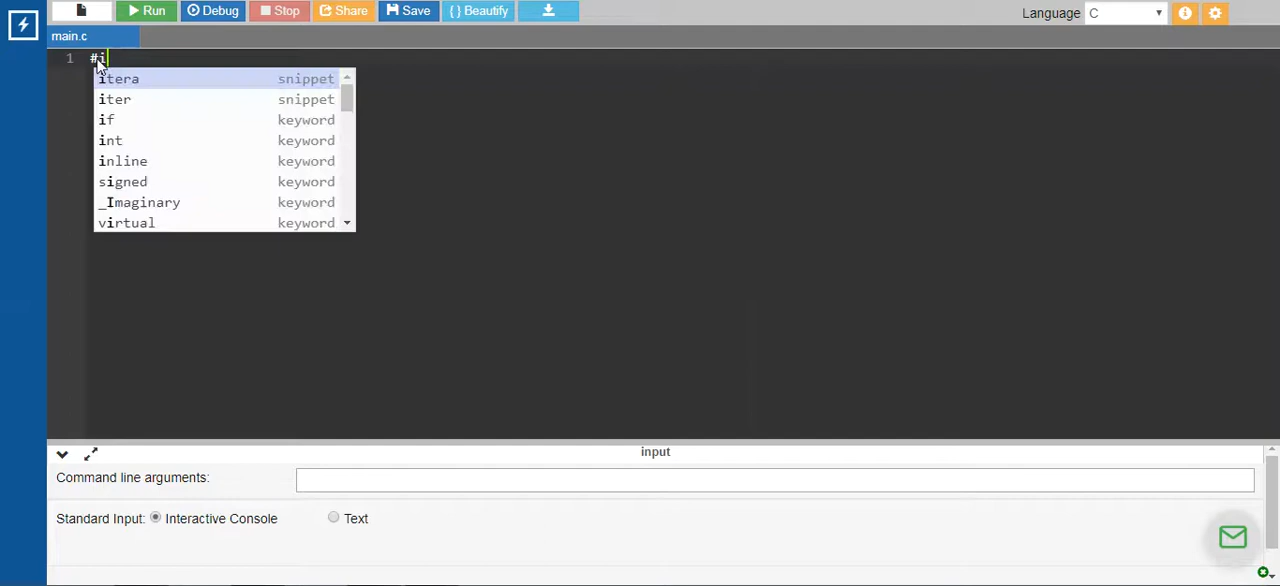 Run Debug Stop Share Save { } Beautify Language C
main.c
1 #i
itera snippet
iter snippet
if keyword
int keyword
inline keyword
signed keyword
_Imaginary keyword
virtual keyword
input
Command line arguments:
Standard Input: Interactive Console Text